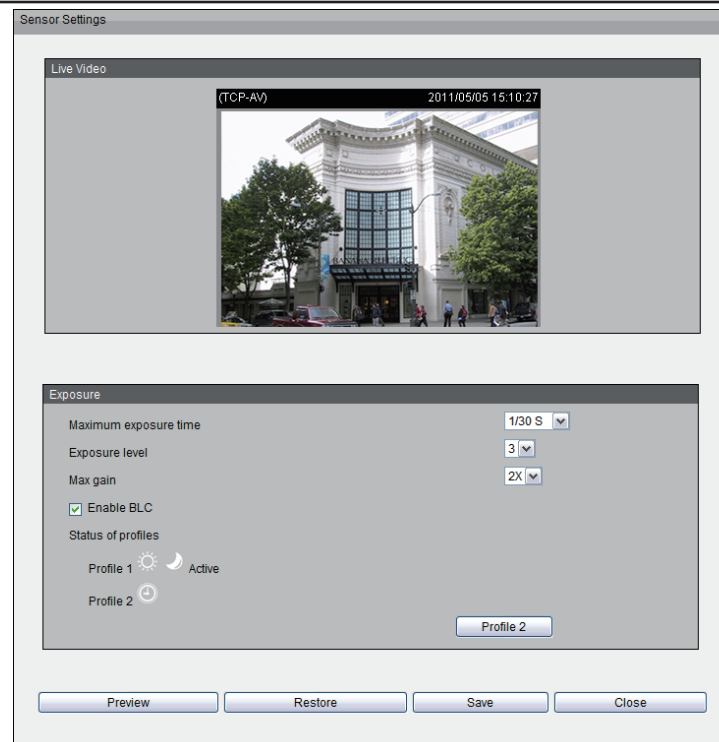 Sensor Settings
Live Video
(TCP-AV) 2011/05/05 15:10:27
BANANA REPUBLIC
Exposure
Maximum exposure time 1/30 S
Exposure level 3
Max gain 2X
Enable BLC
Status of profiles
Profile 1 Active
Profile 2
Profile 2
Preview Restore Save Close